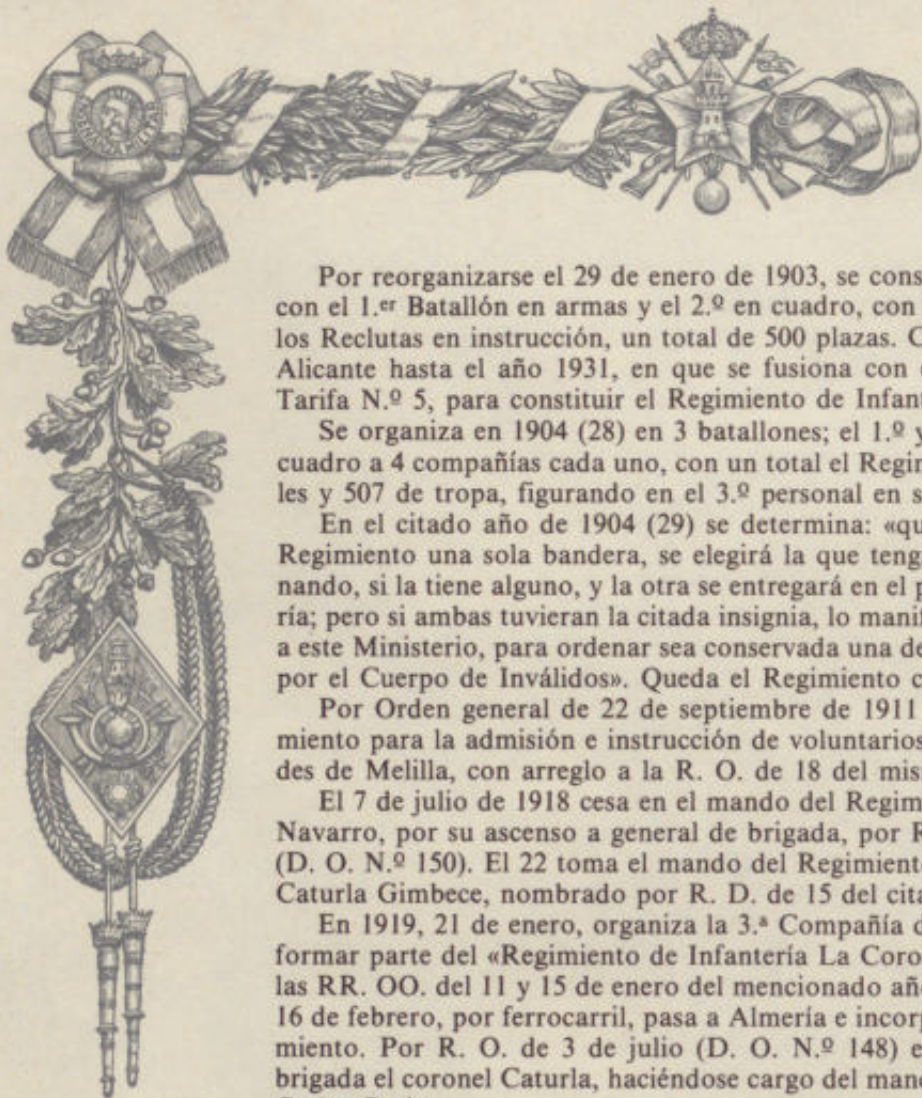 Por reorganizarse el 29 de enero de 1903, se cons
con el 1.er Batallón en armas y el 2.º en cuadro, con
los Reclutas en instrucción, un total de 500 plazas. C
Alicante hasta el año 1931, en que se fusiona con
Tarifa N.º 5, para constituir el Regimiento de Infant
Se organiza en 1904 (28) en 3 batallones; el 1.º y
cuadro a 4 compañías cada uno, con un total el Regin
les y 507 de tropa, figurando en el 3.º personal en s
En el citado año de 1904 (29) se determina: «qu
Regimiento una sola bandera, se elegirá la que teng
nando, si la tiene alguno, y la otra se entregará en el p
ría; pero si ambas tuvieran la citada insignia, lo manif
a este Ministerio, para ordenar sea conservada una de
por el Cuerpo de Inválidos». Queda el Regimiento c
Por Orden general de 22 de septiembre de 1911
miento para la admisión e instrucción de voluntarios
des de Melilla, con arreglo a la R. O. de 18 del mis
El 7 de julio de 1918 cesa en el mando del Regim
Navarro, por su ascenso a general de brigada, por R
(D. O. N.º 150). El 22 toma el mando del Regimiento
Caturla Gimbece, nombrado por R. D. de 15 del cita
En 1919, 21 de enero, organiza la 3.ª Compañía d
formar parte del «Regimiento de Infantería La Coro
las RR. OO. del 11 y 15 de enero del mencionado año
16 de febrero, por ferrocarril, pasa a Almería e incorp
miento. Por R. O. de 3 de julio (D. O. N.º 148) e
brigada el coronel Caturla, haciéndose cargo del mano